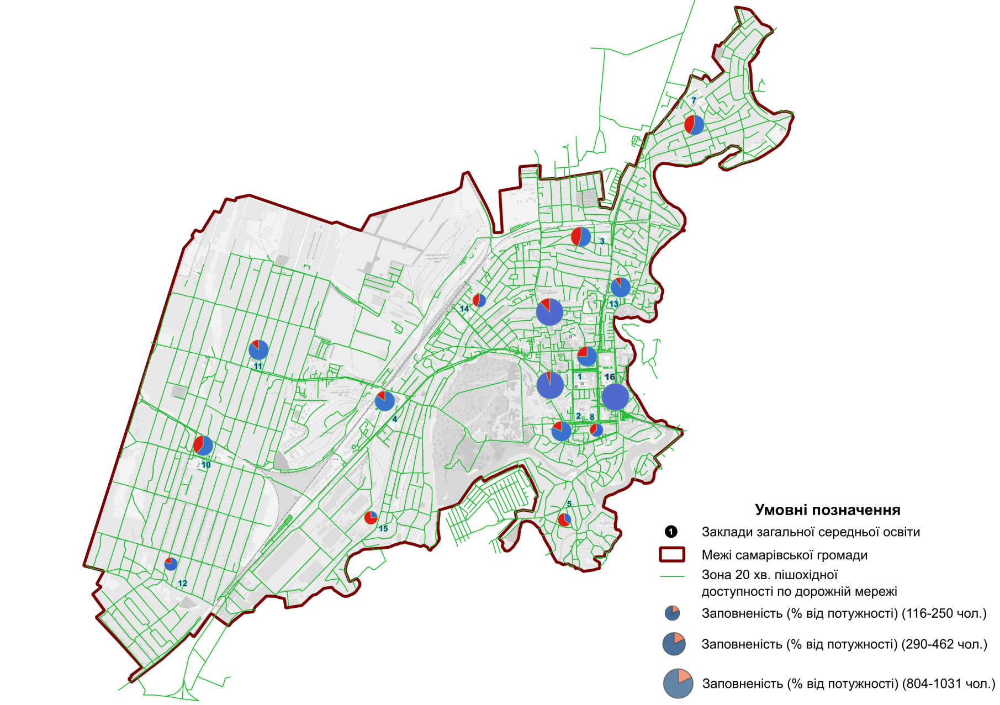 7
3
13
14
11
1
16
4
2
8
10
5
15
12
Умовні позначення
1
Заклади загальної середньої освіти
Межі самарівської громади
Зона 20 хв. пішохідної
доступності по дорожній мережі
Заповненість (% від потужності) (116-250 чол.)
Заповненість (% від потужності) (290-462 чол.)
Заповненість (% від потужності) (804-1031 чол.)